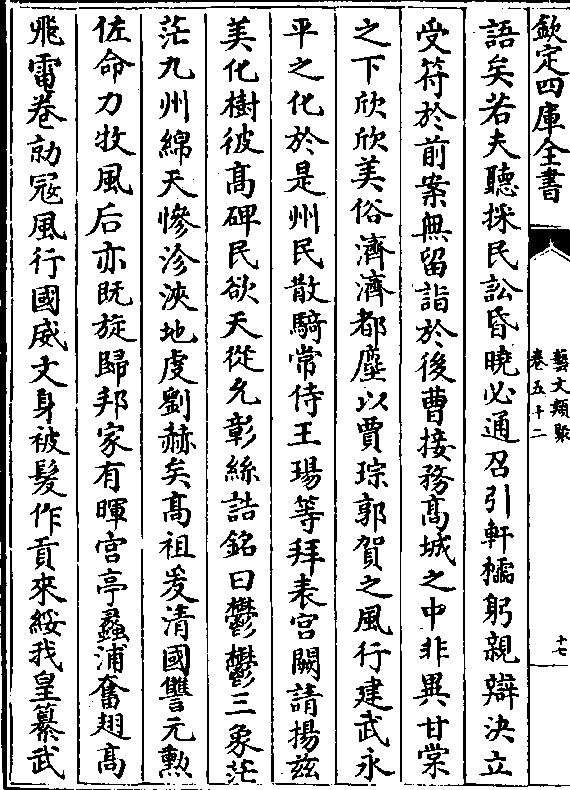 欽定四庫全書
藝文類聚
卷五十二
十七
語矣若夫聽採民訟昏曉必通召引軒檽躬親辯決立
受符於前案無留詣於後曹接務髙城之中非異甘棠
之下欣欣美俗濟濟都塵以賈琮郭賀之風行建武永
平之化於是州民散騎常侍王瑒等拜表宫闕請揚兹
美化樹彼髙碑民欲天從允彰絲誥銘曰鬱鬱三象茫
茫九州綿天慘沴浹地虔劉赫矣髙祖爰清國讐元勲
佐命力牧風后亦既旋歸邦家有暉宫亭蠡浦奮翅髙
飛雷卷勍冦風行國威文身被髮作貢來綏我皇纂武